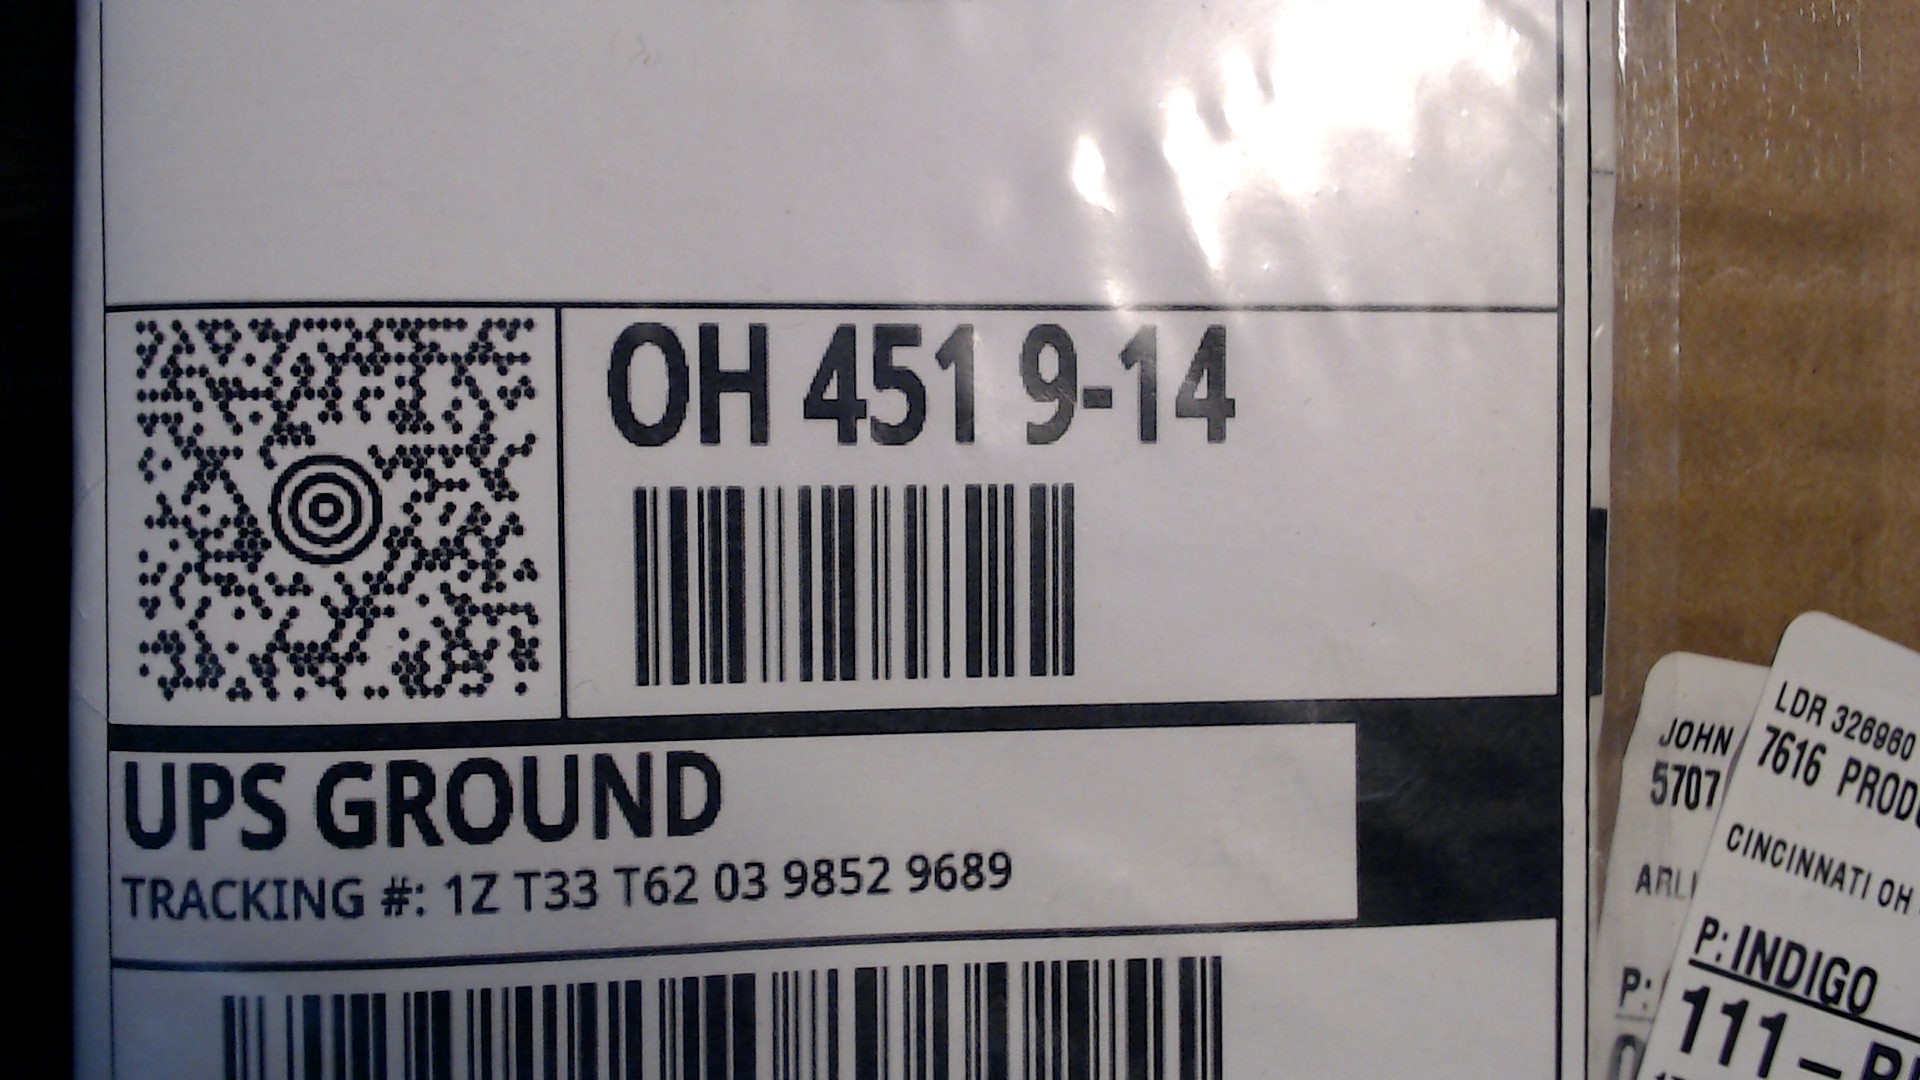 OH 451 9-14
UPS GROUND
TRACKING #: 1Z T33 T62 03 9852 9689
JOHN
5707
P:
LDR 326960
7616 PROD
CINCINNATI OH
P: INDIGO
111-